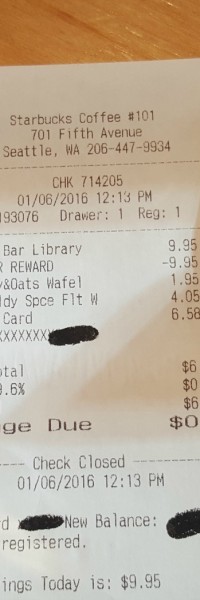 Starbucks Coffee #101
701 Fifth Avenue
Seattle, WA 206-447-9934
CHK 714205
01/06/2016 12:13 PM
193076 Drawer: 1 Reg: 1
Bar Library 9.95
R REWARD -9.95
y&Oats Wafel 1.95
ldy Spce Flt W 4.05
Card 6.58
XXXXXXX
otal $6
9.6% $0
$6
ge Due $0
Check Closed
01/06/2016 12:13 PM
rd New Balance:
registered.
ings Today is: $9.95